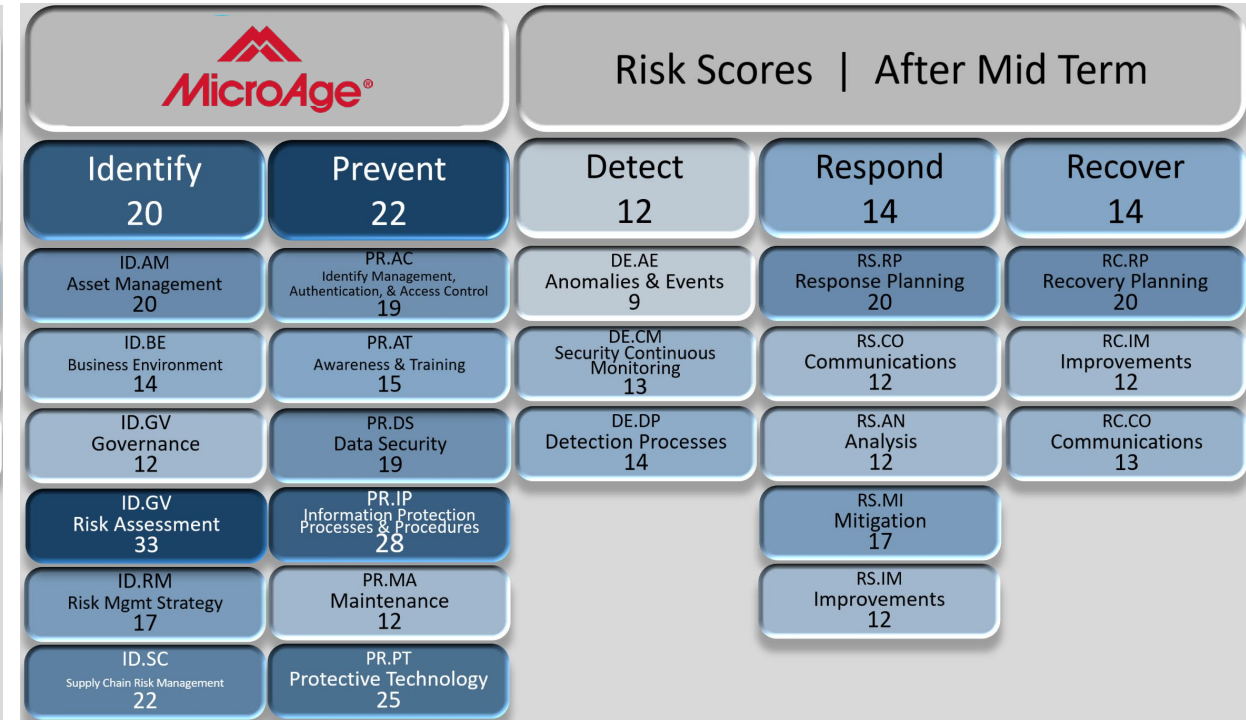 MicroAge®
Risk Scores | After Mid Term
Identify
20
Prevent
22
Detect
12
Respond
14
Recover
14
ID.AM
Asset Management
20
PR.AC
Identify Management,
Authentication, & Access Control
19
DE.AE
Anomalies & Events
9
RS.RP
Response Planning
20
RC.RP
Recovery Planning
20
ID.BE
Business Environment
14
PR.AT
Awareness & Training
15
DE.CM
Security Continuous
Monitoring
13
RS.CO
Communications
12
RC.IM
Improvements
12
ID.GV
Governance
12
PR.DS
Data Security
19
DE.DP
Detection Processes
14
RS.AN
Analysis
12
RC.CO
Communications
13
ID.GV
Risk Assessment
33
PR.IP
Information Protection
Processes & Procedures
28
RS.MI
Mitigation
17
ID.RM
Risk Mgmt Strategy
17
PR.MA
Maintenance
12
RS.IM
Improvements
12
ID.SC
Supply Chain Risk Management
22
PR.PT
Protective Technology
25